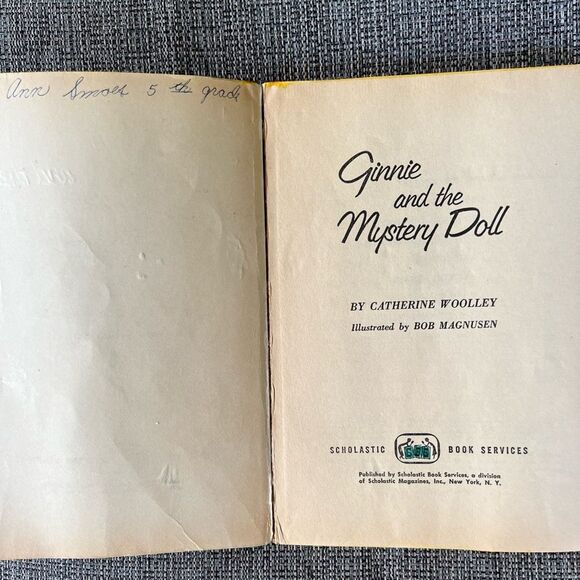 Ann 5 th grade
Ginnie
and the
Mystery Doll
BY CATHERINE WOOLLEY
Illustrated by BOB MAGNUSEN
SCHOLASTIC SBS BOOK SERVICES
Published by Scholastic Book Services, a division
of Scholastic Magazines, Inc., New York, N. Y.